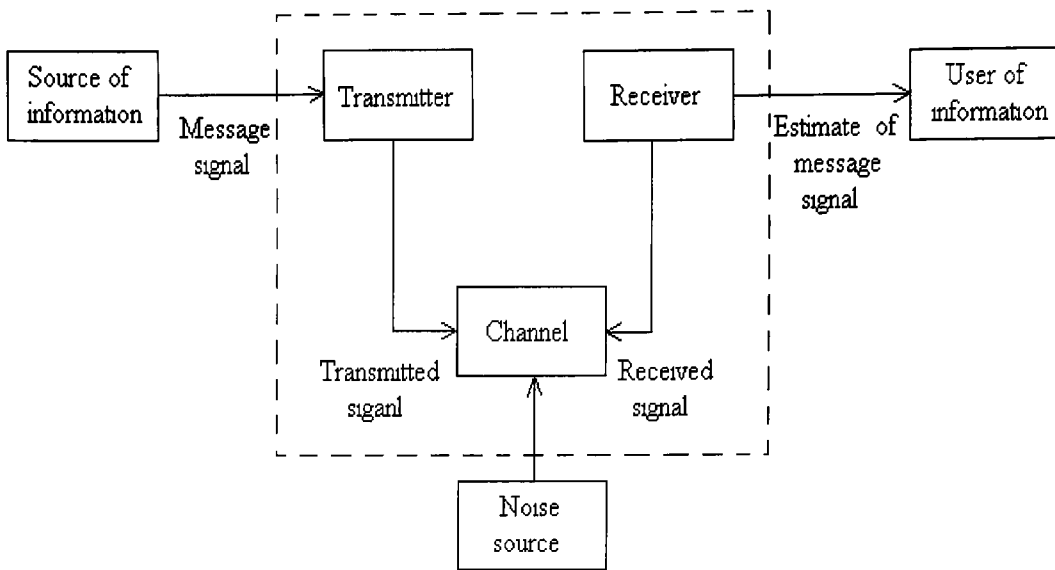 Source of
information
Message
signal
Transmitter
Receiver
Estimate of
message
signal
User of
information
Channel
Transmitted
siganl
Received
signal
Noise
source